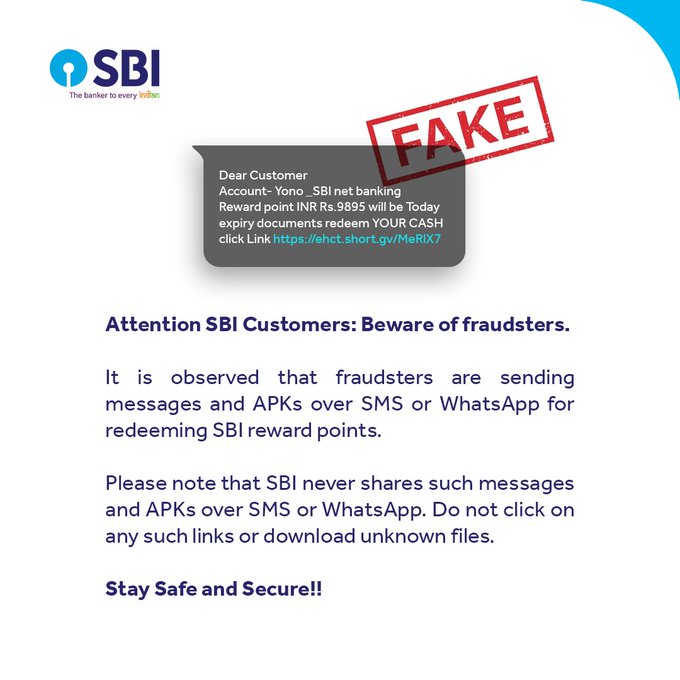 SBI
The banker to every indian
FAKE
Dear Customer
Account- Yono _SBI net banking
Reward point INR Rs.9895 will be Today
expiry documents redeem YOUR CASH
click Link https://ehct.short.gv/MeRIX7
Attention SBI Customers: Beware of fraudsters.
It is observed that fraudsters are sending
messages and APKs over SMS or WhatsApp for
redeeming SBI reward points.
Please note that SBI never shares such messages
and APKs over SMS or WhatsApp. Do not click on
any such links or download unknown files.
Stay Safe and Secure!!